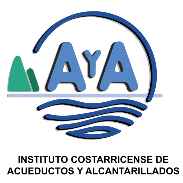 AYA
INSTITUTO COSTARRICENSE DE
ACUEDUCTOS Y ALCANTARILLADOS